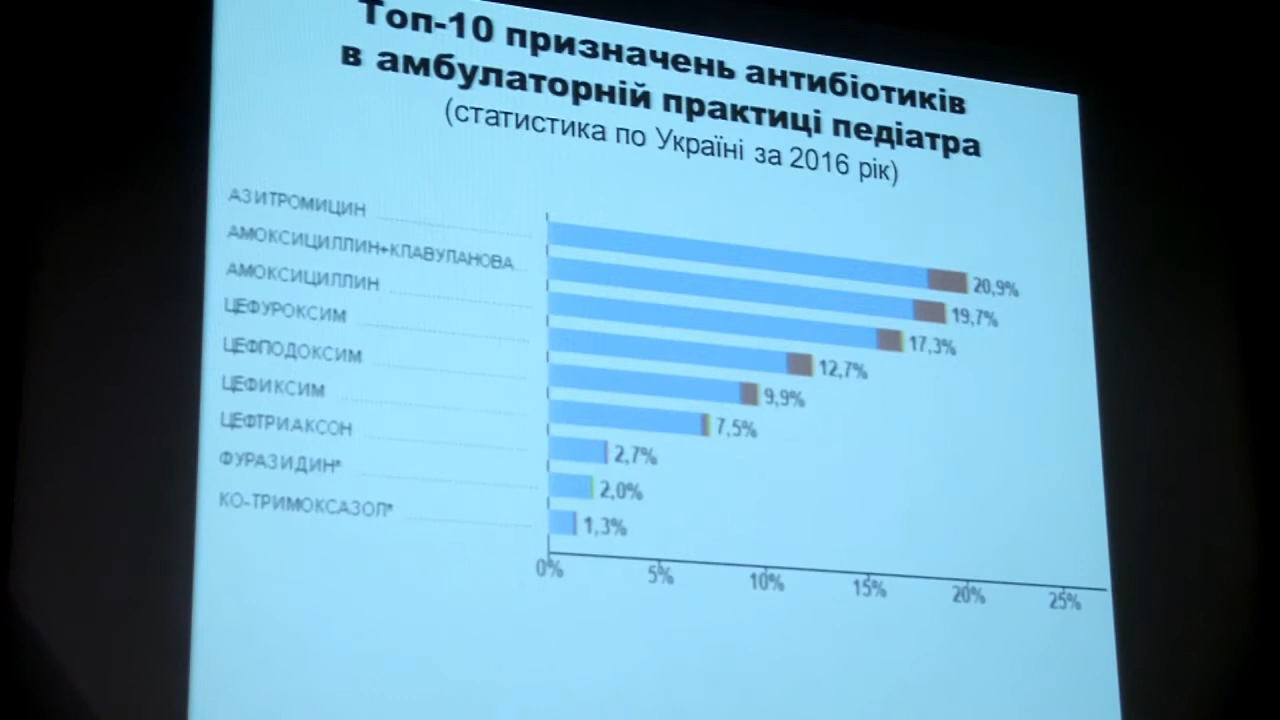 Топ-10 призначень антибіотиків
в амбулаторній практиці педіатра
(статистика по Україні за 2016 рік)
АЗИТРОМИЦИН 20,9%
АМОКСИЦИЛЛИН+КЛАВУЛАНОВА... 19,7%
АМОКСИЦИЛЛИН 17,3%
ЦЕФУРОКСИМ 12,7%
ЦЕФПОДОКСИМ 9,9%
ЦЕФИКСИМ 7,5%
ЦЕФТРИАКСОН 2,7%
ФУРАЗИДИН* 2,0%
КО-ТРИМОКСАЗОЛ* 1,3%
0% 5% 10% 15% 20% 25%